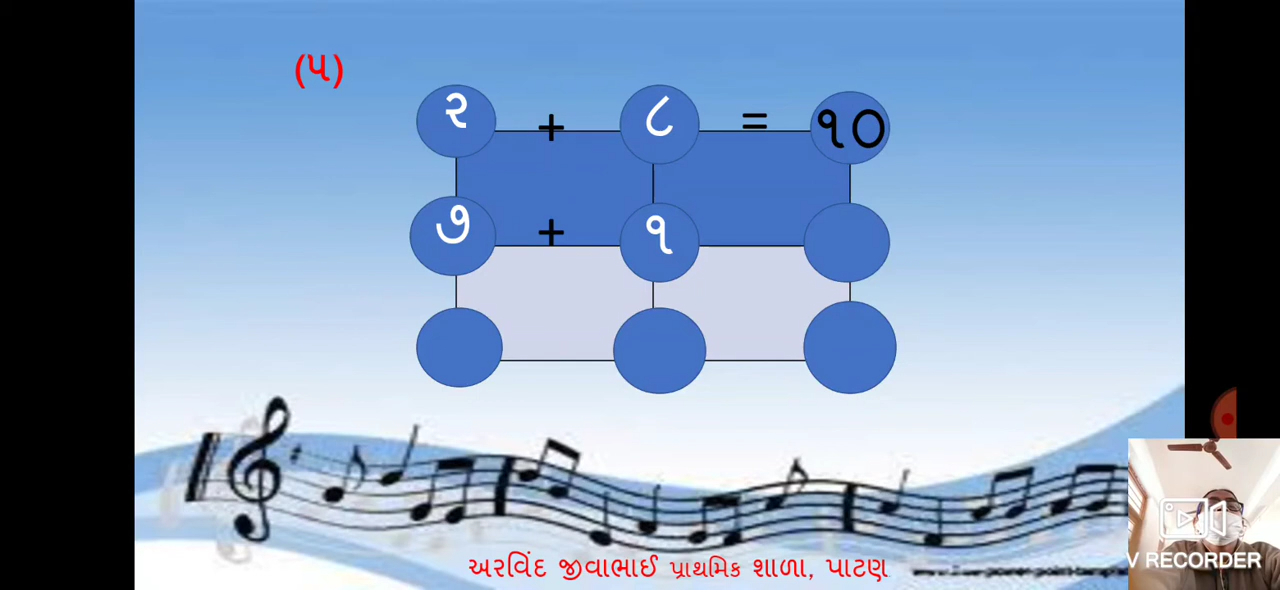 (૫)
૨ + ૮ = ૧૦
૭ + ૧
અરવિંદ જીવાભાઈ પ્રાથમિક શાળા, પાટણ
V RECORDER